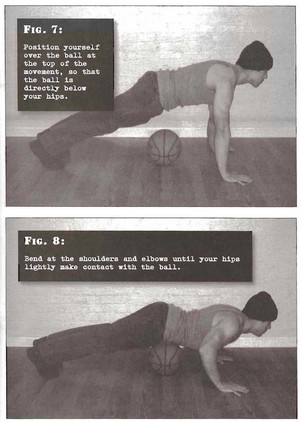 Fig. 7:
Position yourself
over the ball at
the top of the
movement, so that
the ball is
directly below
your hips.
Fig. 8:
Bend at the shoulders and elbows until your hips
lightly make contact with the ball.